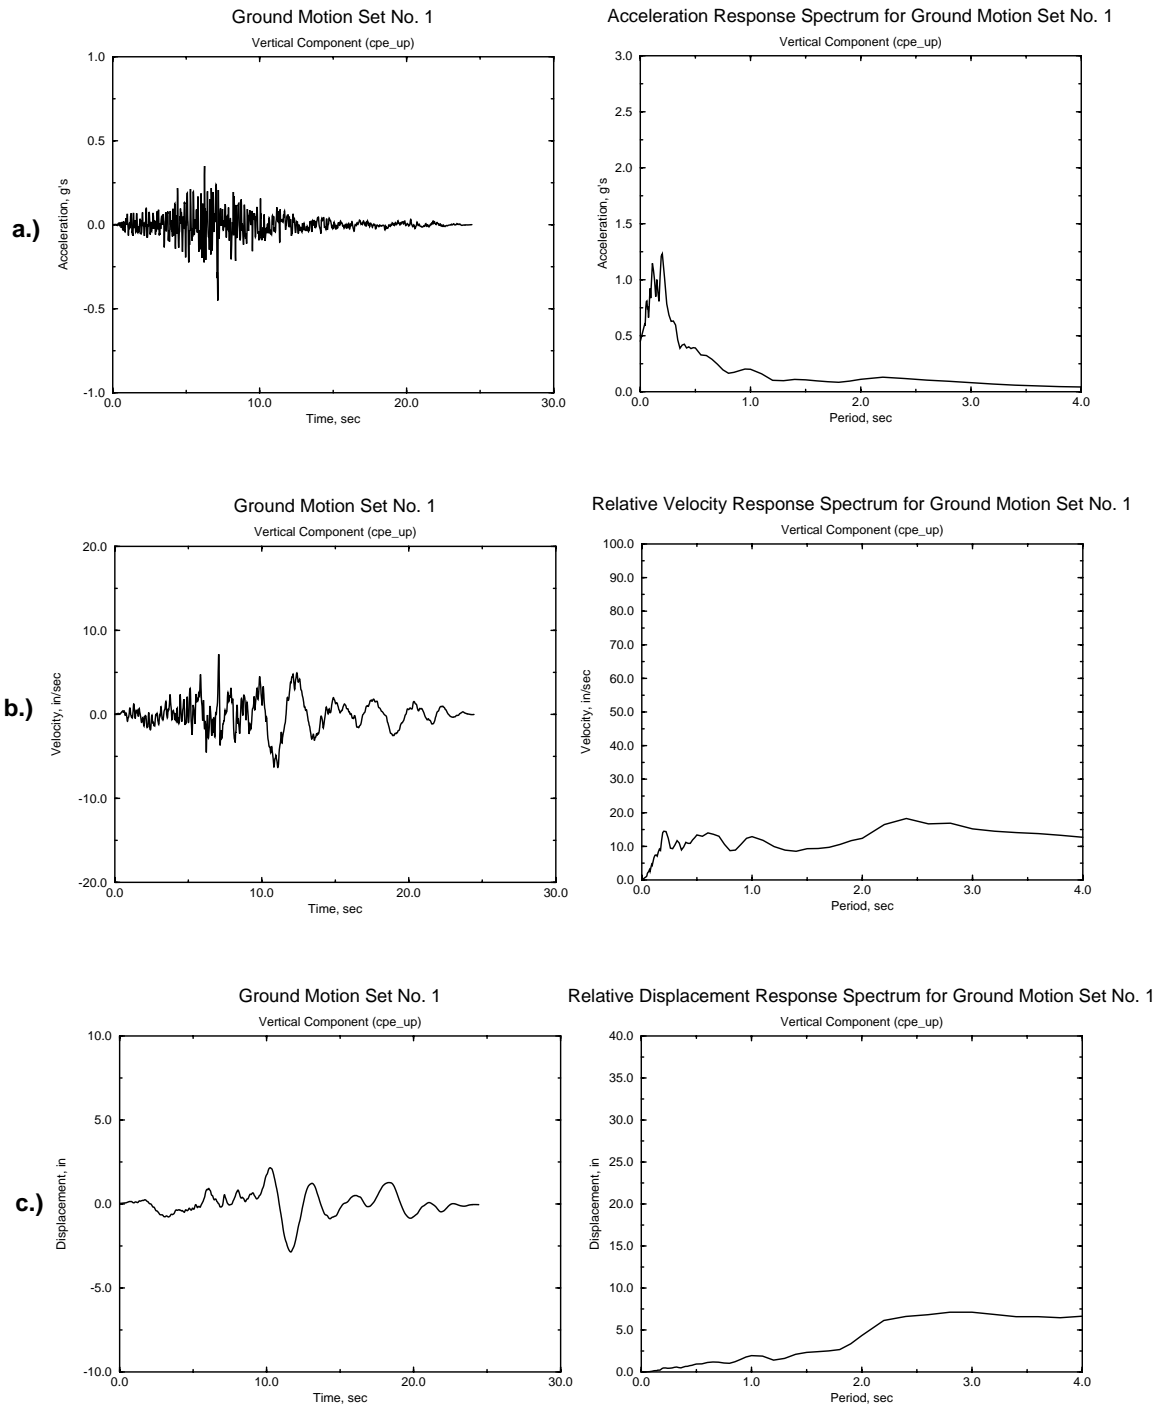 Ground Motion Set No. 1
Vertical Component (cpe_up)
1.0
0.5
0.0
-0.5
-1.0
Acceleration, g's
0.0
10.0
20.0
30.0
Time, sec
a.)
Acceleration Response Spectrum for Ground Motion Set No. 1
Vertical Component (cpe_up)
3.0
2.5
2.0
1.5
1.0
0.5
0.0
Acceleration, g's
0.0
1.0
2.0
3.0
4.0
Period, sec
Ground Motion Set No. 1
Vertical Component (cpe_up)
20.0
10.0
0.0
-10.0
-20.0
Velocity, in/sec
0.0
10.0
20.0
30.0
Time, sec
b.)
Relative Velocity Response Spectrum for Ground Motion Set No. 1
Vertical Component (cpe_up)
100.0
90.0
80.0
70.0
60.0
50.0
40.0
30.0
20.0
10.0
0.0
Velocity, in/sec
0.0
1.0
2.0
3.0
4.0
Period, sec
Ground Motion Set No. 1
Vertical Component (cpe_up)
10.0
5.0
0.0
-5.0
-10.0
Displacement, in
0.0
10.0
20.0
30.0
Time, sec
c.)
Relative Displacement Response Spectrum for Ground Motion Set No. 1
Vertical Component (cpe_up)
40.0
35.0
30.0
25.0
20.0
15.0
10.0
5.0
0.0
Displacement, in
0.0
1.0
2.0
3.0
4.0
Period, sec